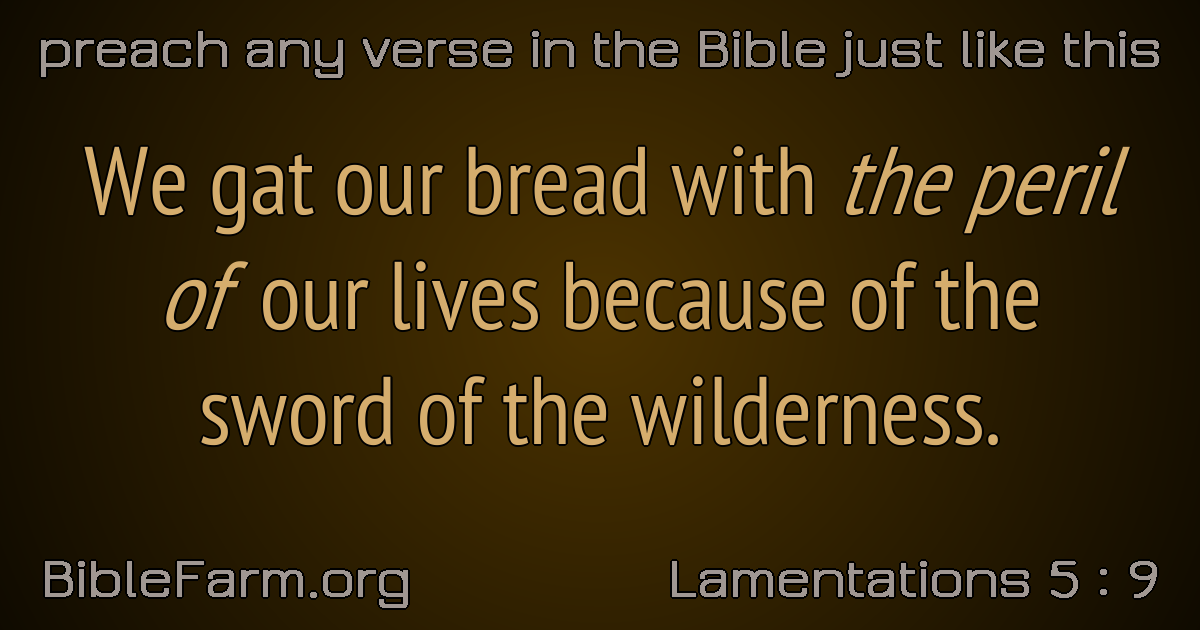 preach any verse in the Bible just like this
We gat our bread with the peril
of our lives because of the
sword of the wilderness.
BibleFarm.org
Lamentations 5 : 9